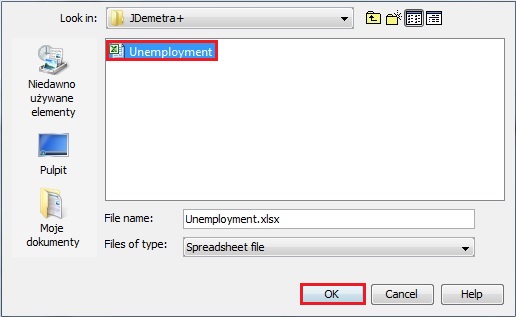 Look in: JDemetra+
Unemployment
Niedawno
używane
elementy
Pulpit
Moje
dokumenty
File name: Unemployment.xlsx
Files of type: Spreadsheet file
OK Cancel Help